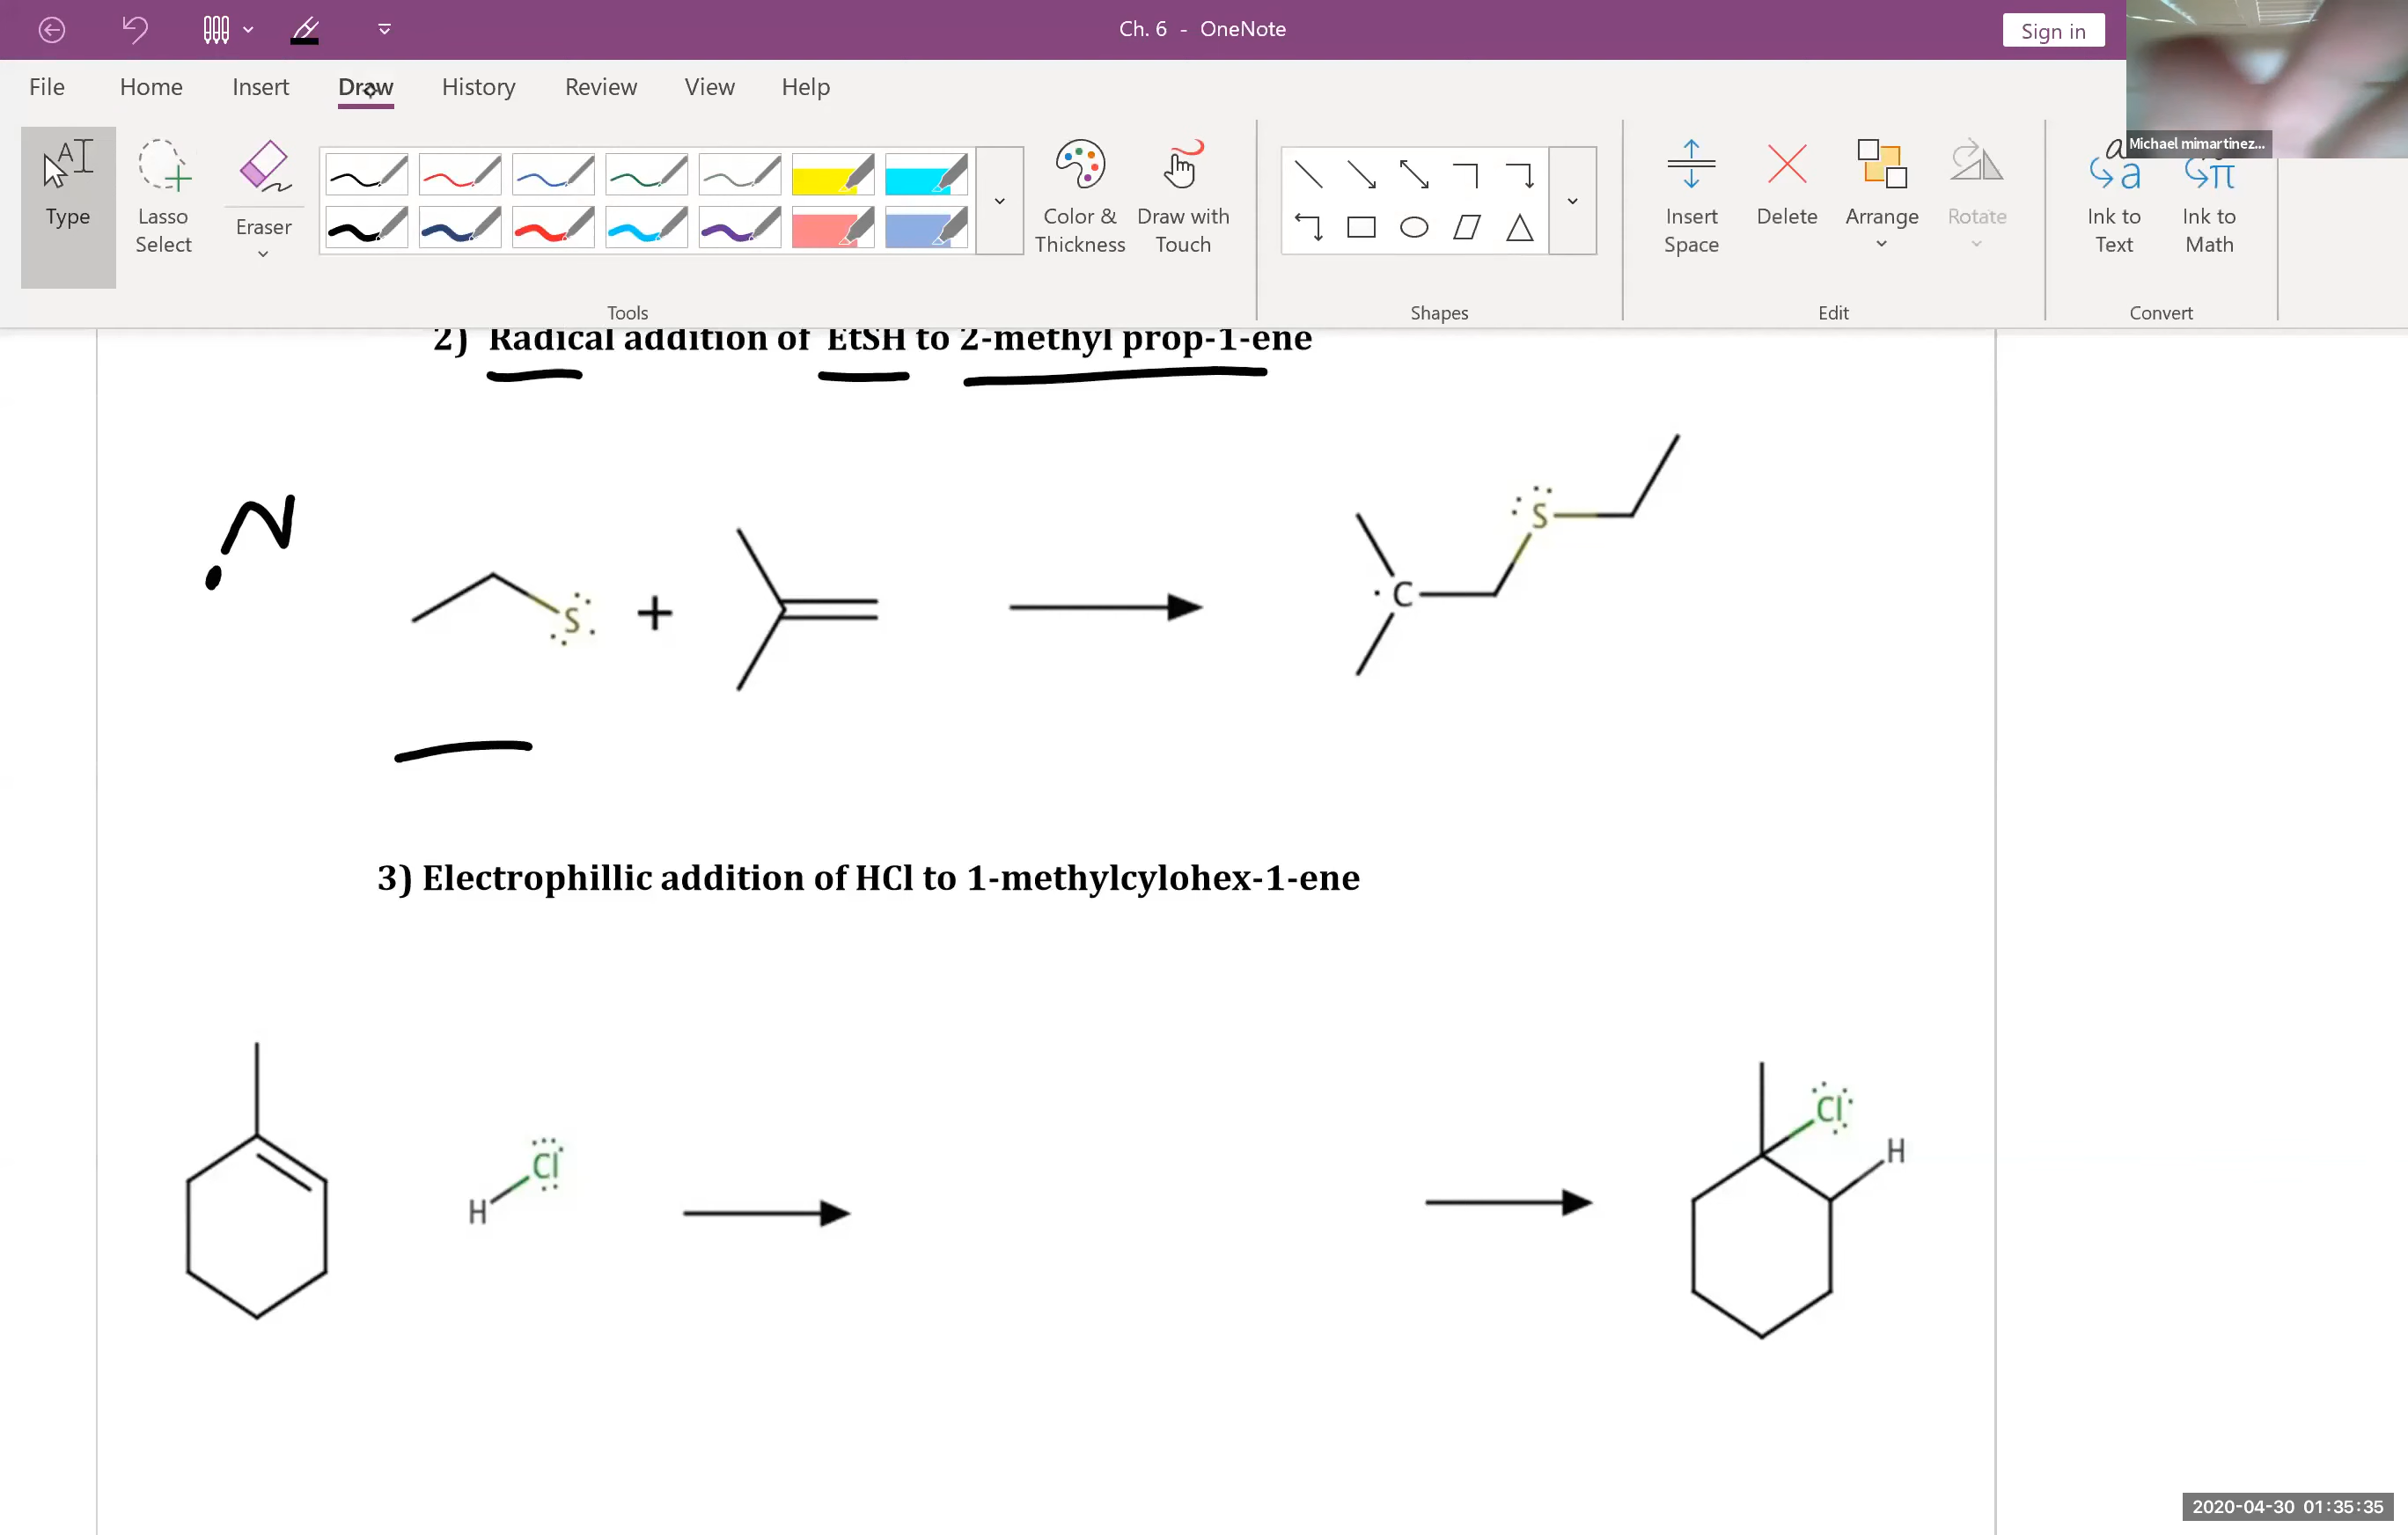 Ch. 6 - OneNote
Sign in
File Home Insert Draw History Review View Help
Michael mimartinez...
Type
Lasso Select
Eraser
Color & Thickness
Draw with Touch
Insert Space
Delete
Arrange
Rotate
Ink to Text
Ink to Math
Tools
Shapes
Edit
Convert
2) Radical addition of EtSH to 2-methyl prop-1-ene
S
+
C
S
3) Electrophillic addition of HCl to 1-methylcylohex-1-ene
H Cl
Cl
H
2020-04-30 01:35:35